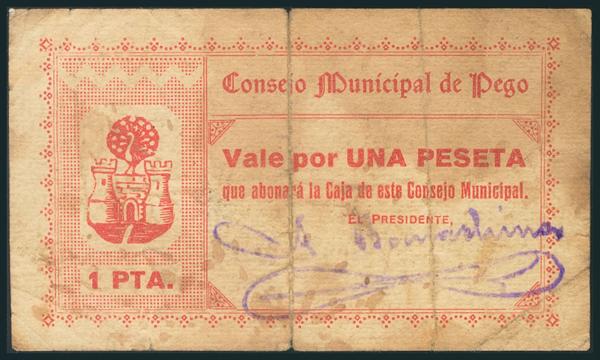 Consejo Municipal de Pego
Vale por UNA PESETA
que abonará la Caja de este Consejo Municipal.
EL PRESIDENTE,
1 PTA.